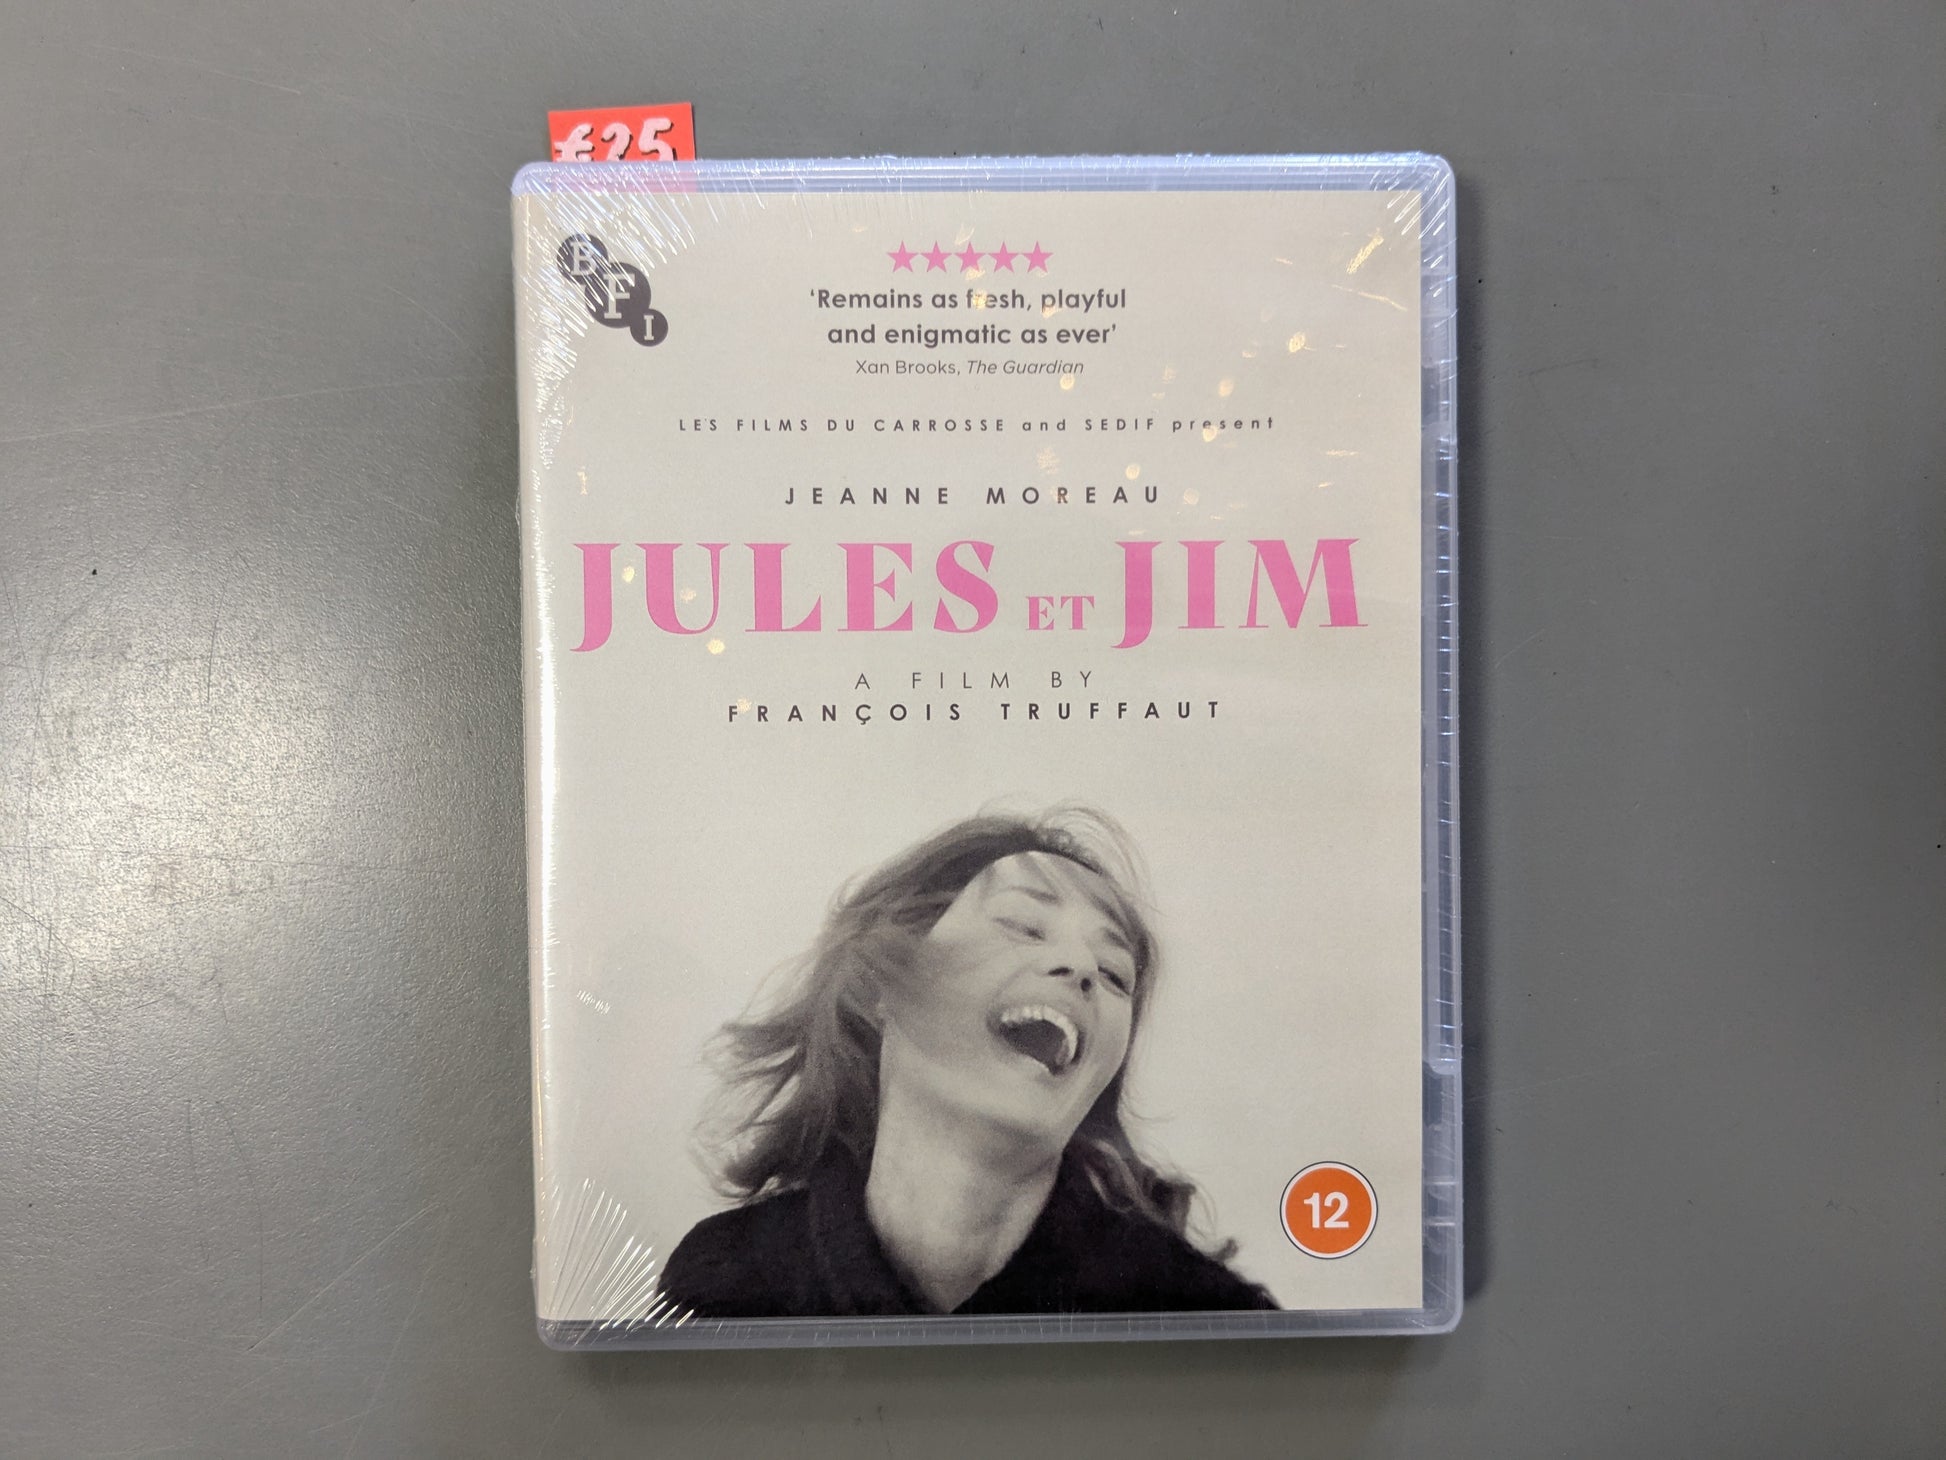 £25
BFI
‘Remains as fresh, playful
and enigmatic as ever’
Xan Brooks, The Guardian
LES FILMS DU CARROSSE and SEDIF present
JEANNE MOREAU
JULES ET JIM
A FILM BY
FRANÇOIS TRUFFAUT
12